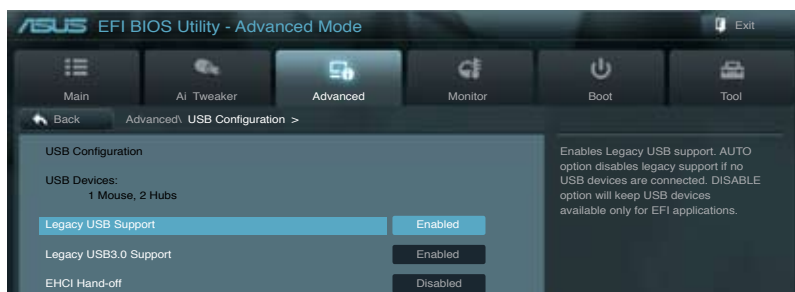 ASUS EFI BIOS Utility - Advanced Mode
Exit
Main Ai Tweaker Advanced Monitor Boot Tool
Back Advanced\ USB Configuration >
USB Configuration
USB Devices:
1 Mouse, 2 Hubs
Legacy USB Support Enabled
Legacy USB3.0 Support Enabled
EHCI Hand-off Disabled
Enables Legacy USB support. AUTO
option disables legacy support if no
USB devices are connected. DISABLE
option will keep USB devices
available only for EFI applications.